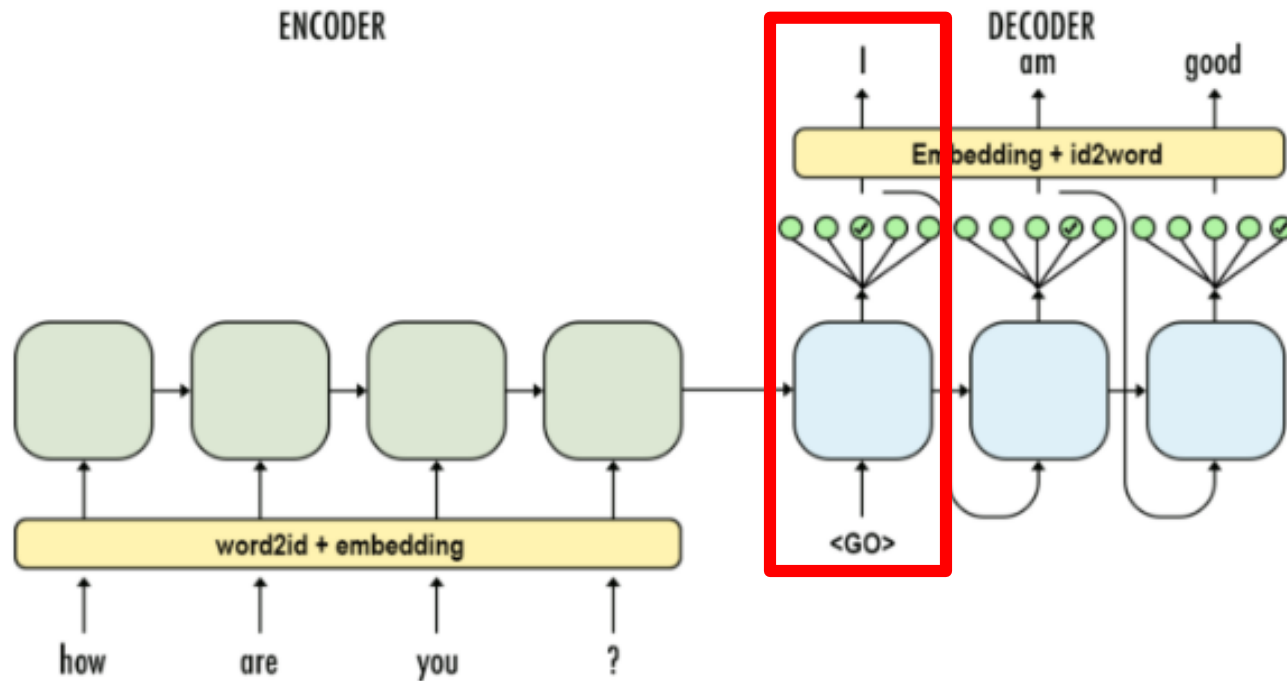 ENCODER
DECODER
I am good
Embedding + id2word
<GO>
word2id + embedding
how are you ?